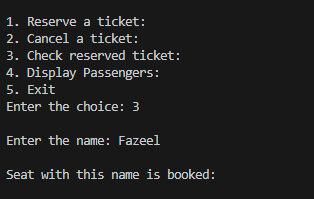 1. Reserve a ticket:
2. Cancel a ticket:
3. Check reserved ticket:
4. Display Passengers:
5. Exit
Enter the choice: 3
Enter the name: Fazeel
Seat with this name is booked: